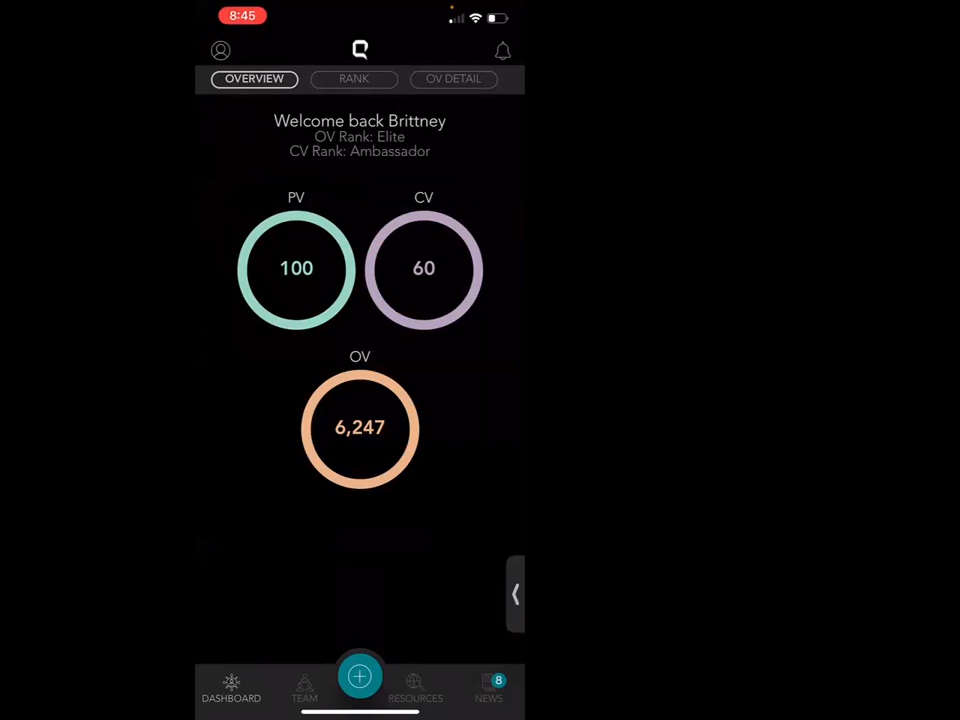 8:45
OVERVIEW
RANK
OV DETAIL
Welcome back Brittney
OV Rank: Elite
CV Rank: Ambassador
PV
CV
100
60
OV
6,247
8
DASHBOARD
TEAM
RESOURCES
NEWS